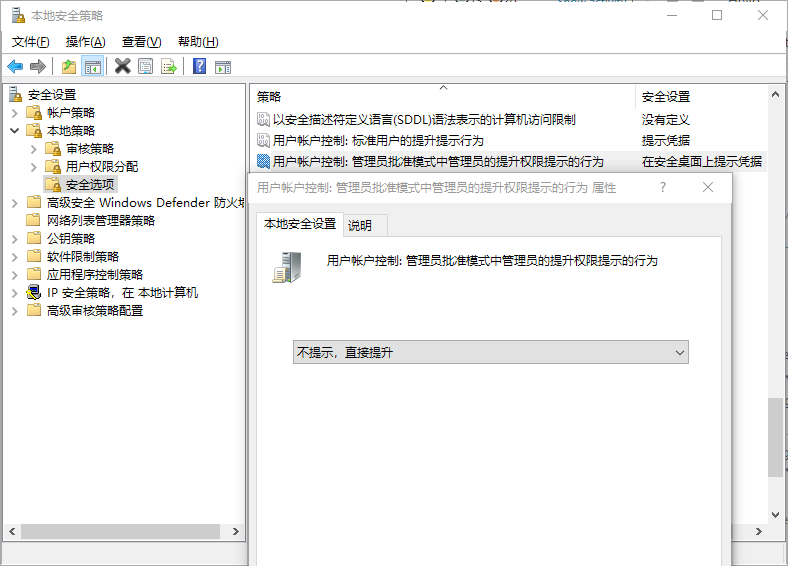 本地安全策略
文件(F) 操作(A) 查看(V) 帮助(H)
安全设置
帐户策略
本地策略
审核策略
用户权限分配
安全选项
高级安全 Windows Defender 防火墙
网络列表管理器策略
公钥策略
软件限制策略
应用程序控制策略
IP 安全策略，在 本地计算机
高级审核策略配置
策略 安全设置
以安全描述符定义语言(SDDL)语法表示的计算机访问限制 没有定义
用户帐户控制: 标准用户的提升提示行为 提示凭据
用户帐户控制: 管理员批准模式中管理员的提升权限提示的行为 在安全桌面上提示凭据
用户帐户控制: 管理员批准模式中管理员的提升权限提示的行为 属性
本地安全设置 说明
用户帐户控制: 管理员批准模式中管理员的提升权限提示的行为
不提示，直接提升